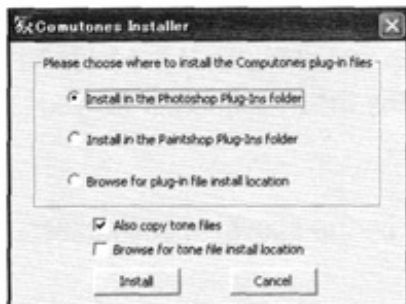 Comutones Installer
Please choose where to install the Computones plug-in files
Install in the Photoshop Plug-Ins folder
Install in the Paintshop Plug-Ins folder
Browse for plug-in file install location
Also copy tone files
Browse for tone file install location
Install Cancel